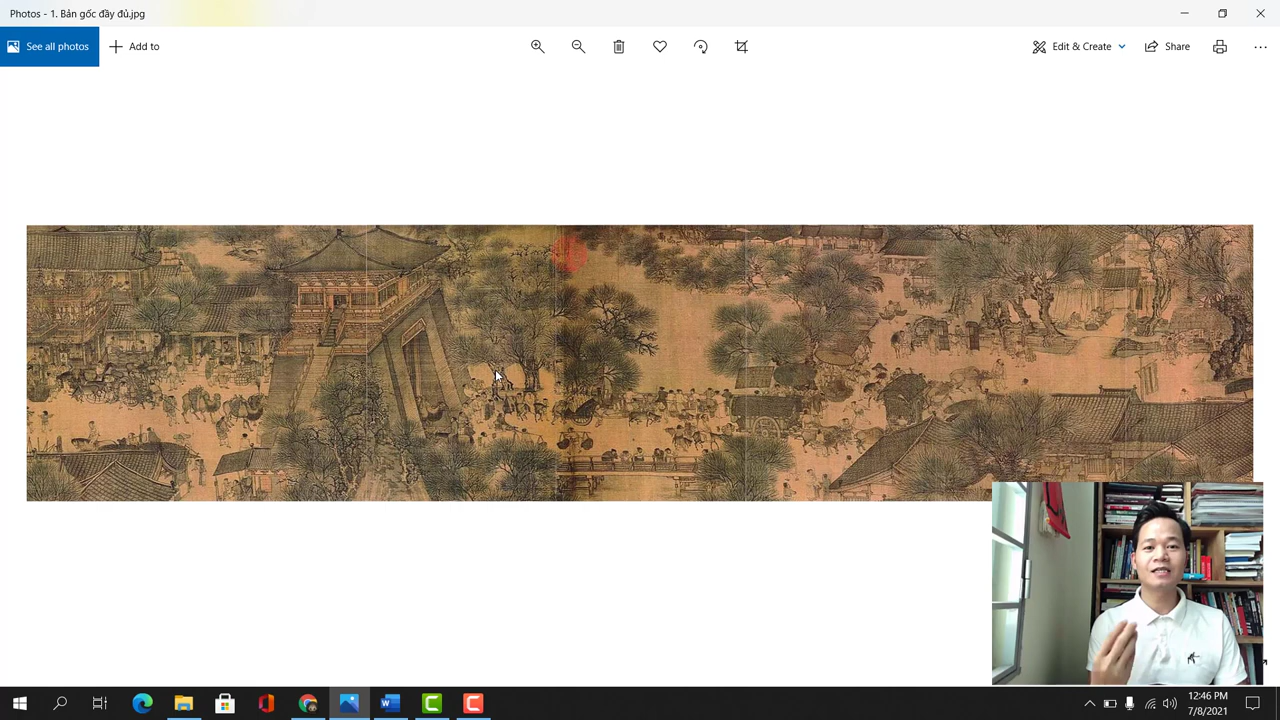 Photos - 1. Bản gốc đầy đủ.jpg
See all photos
Add to
Edit & Create
Share
12:46 PM
7/8/2021